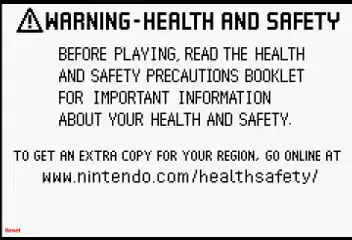 ⚠WARNING-HEALTH AND SAFETY
BEFORE PLAYING, READ THE HEALTH
AND SAFETY PRECAUTIONS BOOKLET
FOR IMPORTANT INFORMATION
ABOUT YOUR HEALTH AND SAFETY.
TO GET AN EXTRA COPY FOR YOUR REGION, GO ONLINE AT
www.nintendo.com/healthsafety/
Reset